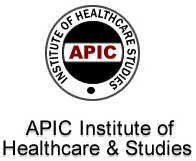 INSTITUTE OF HEALTHCARE STUDIES
APIC
APIC Institute of
Healthcare & Studies